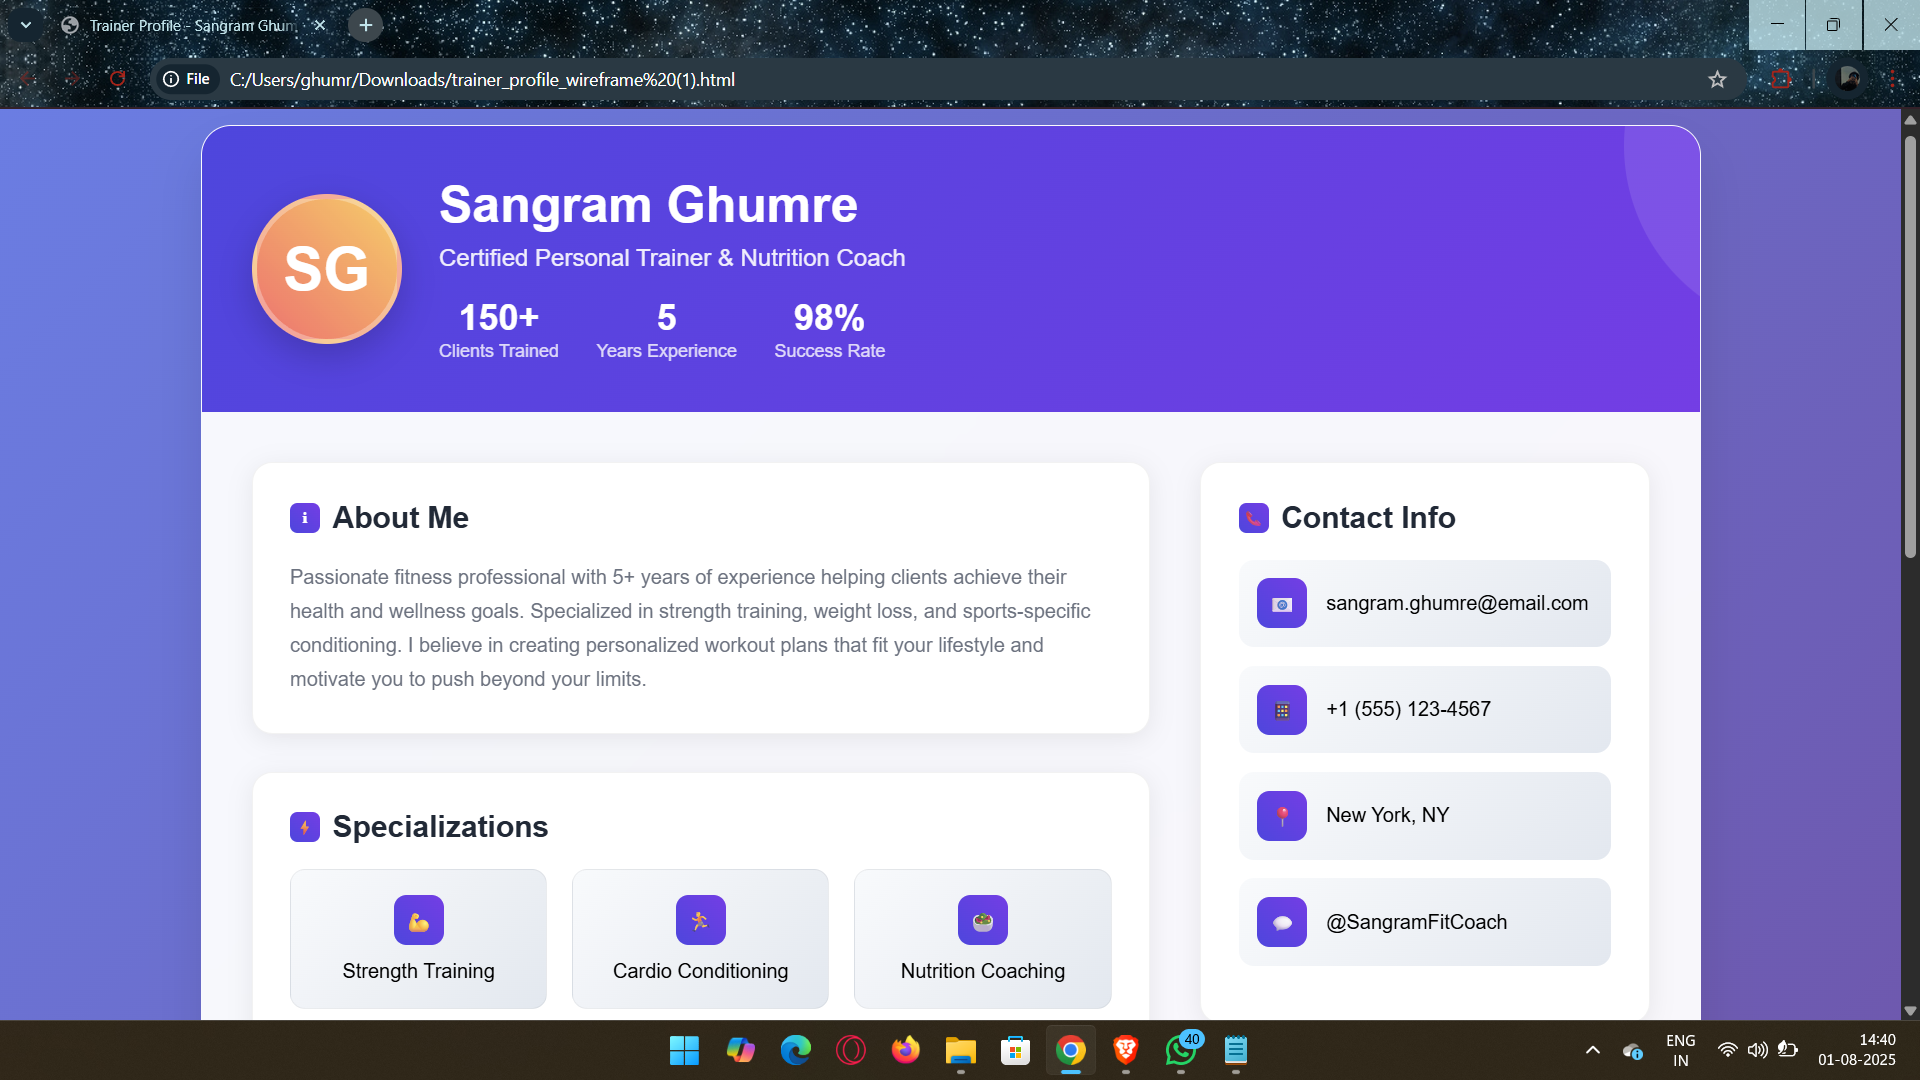 Trainer Profile - Sangram Ghum
File
C:/Users/ghumr/Downloads/trainer_profile_wireframe%20(1).html
SG
Sangram Ghumre
Certified Personal Trainer & Nutrition Coach
150+
Clients Trained
5
Years Experience
98%
Success Rate
About Me
Passionate fitness professional with 5+ years of experience helping clients achieve their
health and wellness goals. Specialized in strength training, weight loss, and sports-specific
conditioning. I believe in creating personalized workout plans that fit your lifestyle and
motivate you to push beyond your limits.
Specializations
Strength Training
Cardio Conditioning
Nutrition Coaching
Contact Info
sangram.ghumre@email.com
+1 (555) 123-4567
New York, NY
@SangramFitCoach
40
ENG
IN
14:40
01-08-2025